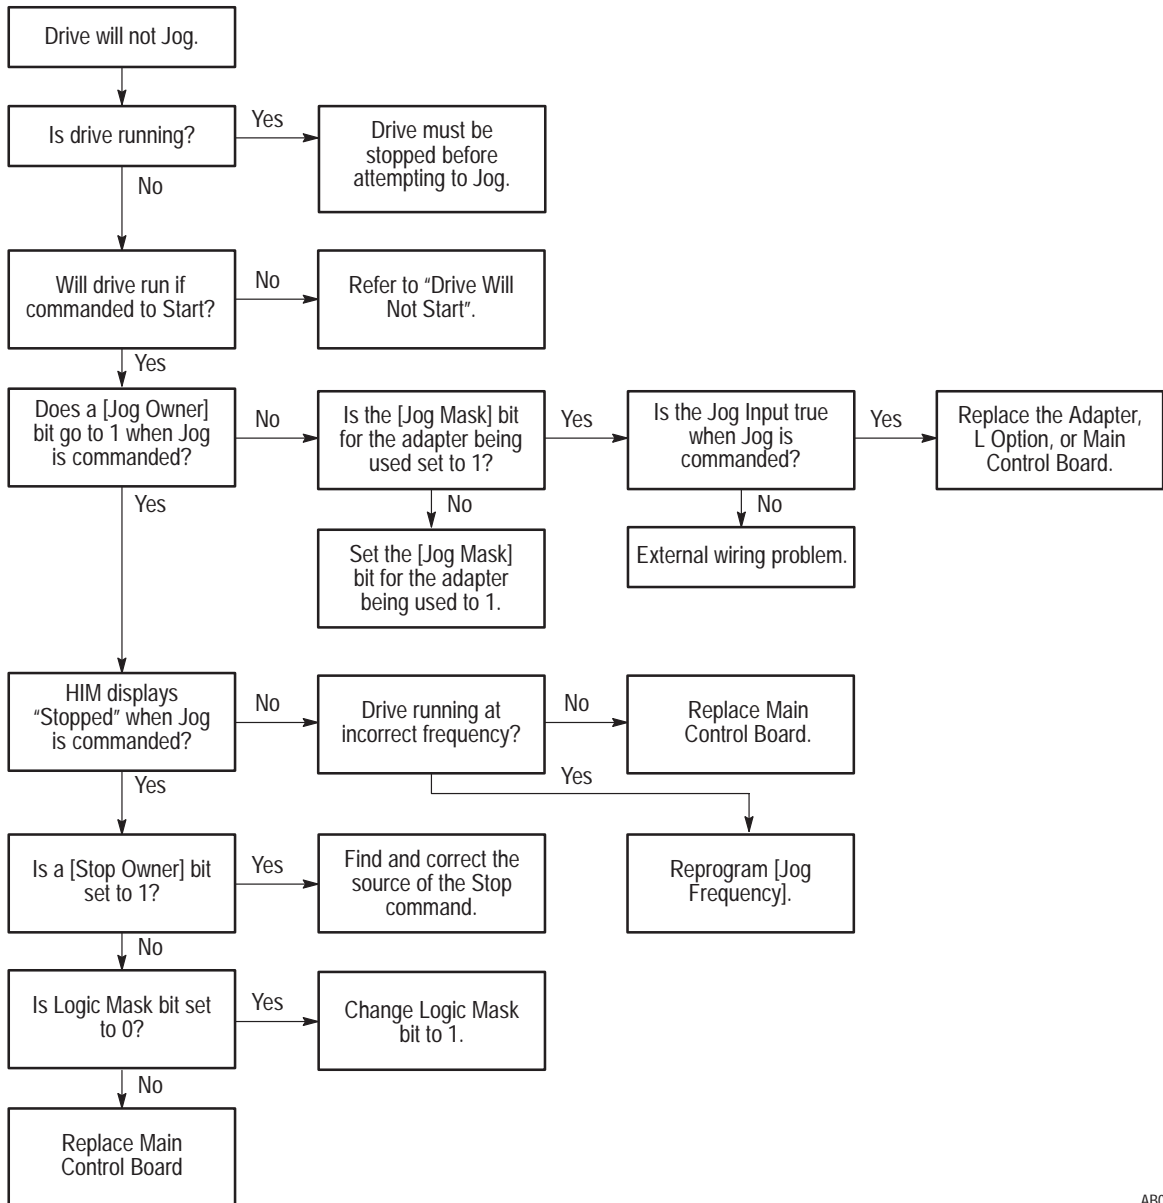 Drive will not Jog.
Is drive running?
Yes
Drive must be
stopped before
attempting to Jog.
No
Will drive run if
commanded to Start?
No
Refer to “Drive Will
Not Start”.
Yes
Does a [Jog Owner]
bit go to 1 when Jog
is commanded?
No
Is the [Jog Mask] bit
for the adapter being
used set to 1?
Yes
Is the Jog Input true
when Jog is
commanded?
Yes
Replace the Adapter,
L Option, or Main
Control Board.
Yes
No
Set the [Jog Mask]
bit for the adapter
being used to 1.
No
External wiring problem.
HIM displays
“Stopped” when Jog
is commanded?
No
Drive running at
incorrect frequency?
No
Replace Main
Control Board.
Yes
Yes
Reprogram [Jog
Frequency].
Is a [Stop Owner] bit
set to 1?
Yes
Find and correct the
source of the Stop
command.
No
Is Logic Mask bit set
to 0?
Yes
Change Logic Mask
bit to 1.
No
Replace Main
Control Board